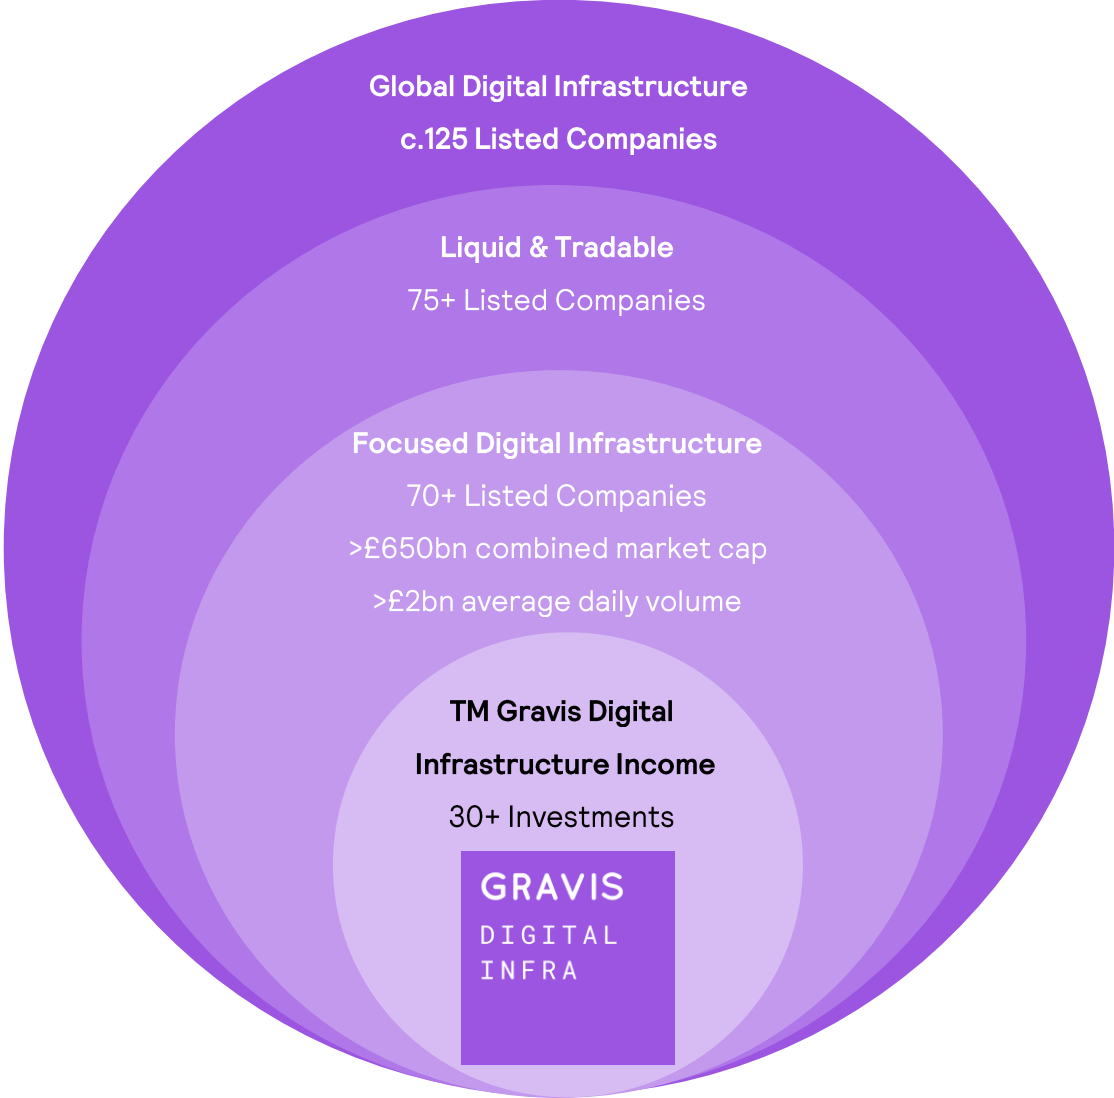 Global Digital Infrastructure
c.125 Listed Companies
Liquid & Tradable
75+ Listed Companies
Focused Digital Infrastructure
70+ Listed Companies
>£650bn combined market cap
>£2bn average daily volume
TM Gravis Digital
Infrastructure Income
30+ Investments
GRAVIS
DIGITAL
INFRA